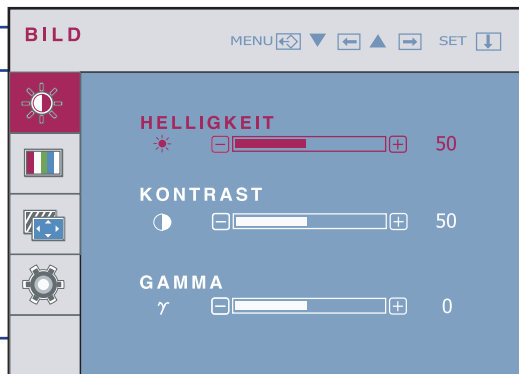 BILD
MENU SET
HELLIGKEIT
50
KONTRAST
50
GAMMA
γ 0